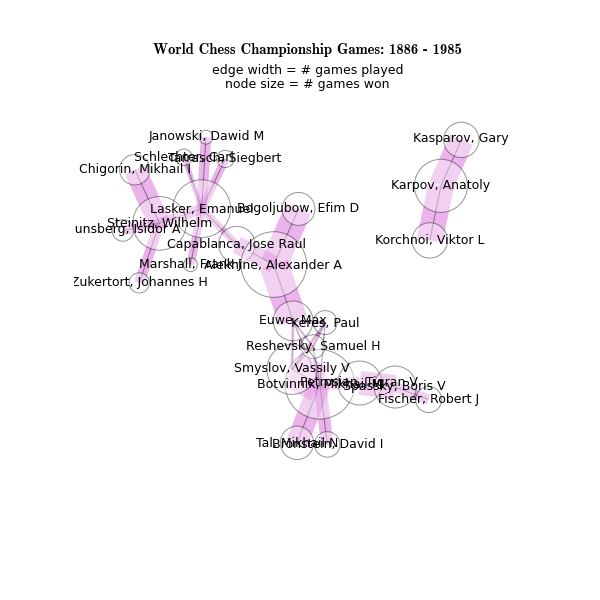 World Chess Championship Games: 1886 - 1985
edge width = # games played
node size = # games won
Janowski, Dawid M
Kasparov, Gary
Schlechter, Carl
Tarrasch, Siegbert
Chigorin, Mikhail I
Karpov, Anatoly
Lasker, Emanuel
Bogoljubow, Efim D
Steinitz, Wilhelm
unsberg, Isidor A
Korchnoi, Viktor L
Capablanca, Jose Raul
Marshall, Frank J
Alekhine, Alexander A
Zukertort, Johannes H
Euwe, Max
Keres, Paul
Reshevsky, Samuel H
Smyslov, Vassily V
Botvinnik, Mikhail M
Petrosian, Tigran V
Spassky, Boris V
Fischer, Robert J
Tal, Mikhail N
Bronstein, David I